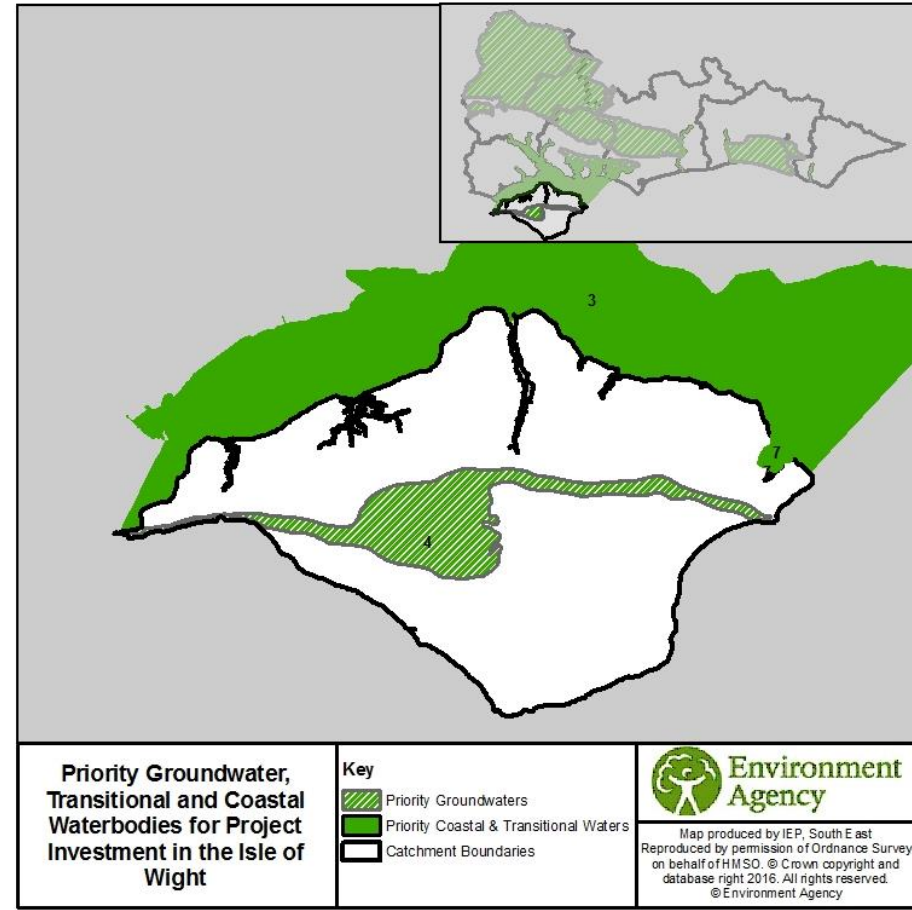 3
7
4
Priority Groundwater,
Transitional and Coastal
Waterbodies for Project
Investment in the Isle of
Wight
Key
Priority Groundwaters
Priority Coastal & Transitional Waters
Catchment Boundaries
Environment
Agency
Map produced by IEP, South East
Reproduced by permission of Ordnance Survey
on behalf of HMSO. © Crown copyright and
database right 2016. All rights reserved.
© Environment Agency